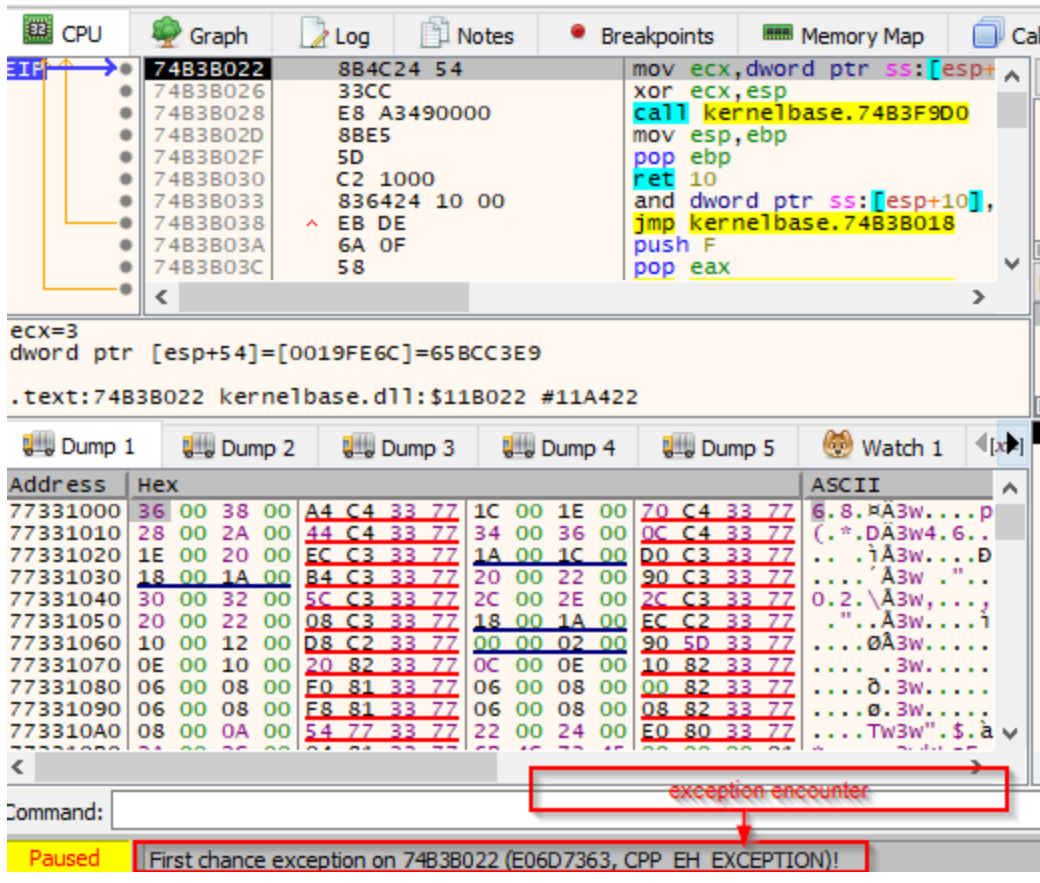 32 CPU Graph Log Notes Breakpoints Memory Map Cal
EIP 74B3B022 8B4C24 54 mov ecx,dword ptr ss:[esp+
74B3B026 33CC xor ecx,esp
74B3B028 E8 A3490000 call kernelbase.74B3F9D0
74B3B02D 8BE5 mov esp,ebp
74B3B02F 5D pop ebp
74B3B030 C2 1000 ret 10
74B3B033 836424 10 00 and dword ptr ss:[esp+10],
74B3B038 ^ EB DE jmp kernelbase.74B3B018
74B3B03A 6A 0F push F
74B3B03C 58 pop eax
ecx=3
dword ptr [esp+54]=[0019FE6C]=65BCC3E9
.text:74B3B022 kernelbase.dll:$11B022 #11A422
Dump 1 Dump 2 Dump 3 Dump 4 Dump 5 Watch 1
Address Hex ASCII
77331000 36 00 38 00 A4 C4 33 77 1C 00 1E 00 70 C4 33 77 6.8.¤Ä3w....p
77331010 28 00 2A 00 44 C4 33 77 34 00 36 00 0C C4 33 77 (.*.DÄ3w4.6..
77331020 1E 00 20 00 EC C3 33 77 1A 00 1C 00 D0 C3 33 77 .. .ìÃ3w....Ð
77331030 18 00 1A 00 B4 C3 33 77 20 00 22 00 90 C3 33 77 ....´Ã3w ."..
77331040 30 00 32 00 5C C3 33 77 2C 00 2E 00 2C C3 33 77 0.2.\Ã3w,...,
77331050 20 00 22 00 08 C3 33 77 18 00 1A 00 EC C2 33 77  ."..Ã3w....ì
77331060 10 00 12 00 D8 C2 33 77 00 00 02 00 90 5D 33 77 ....ØÂ3w.....
77331070 0E 00 10 00 20 82 33 77 0C 00 0E 00 10 82 33 77 .... .3w.....
77331080 06 00 08 00 F0 81 33 77 06 00 08 00 00 82 33 77 ....ð.3w.....
77331090 06 00 08 00 F8 81 33 77 06 00 08 00 08 82 33 77 ....ø.3w.....
773310A0 08 00 0A 00 54 77 33 77 22 00 24 00 E0 80 33 77 ....Tw3w".$.à
exception encounter
Command:
Paused First chance exception on 74B3B022 (E06D7363, CPP_EH_EXCEPTION)!